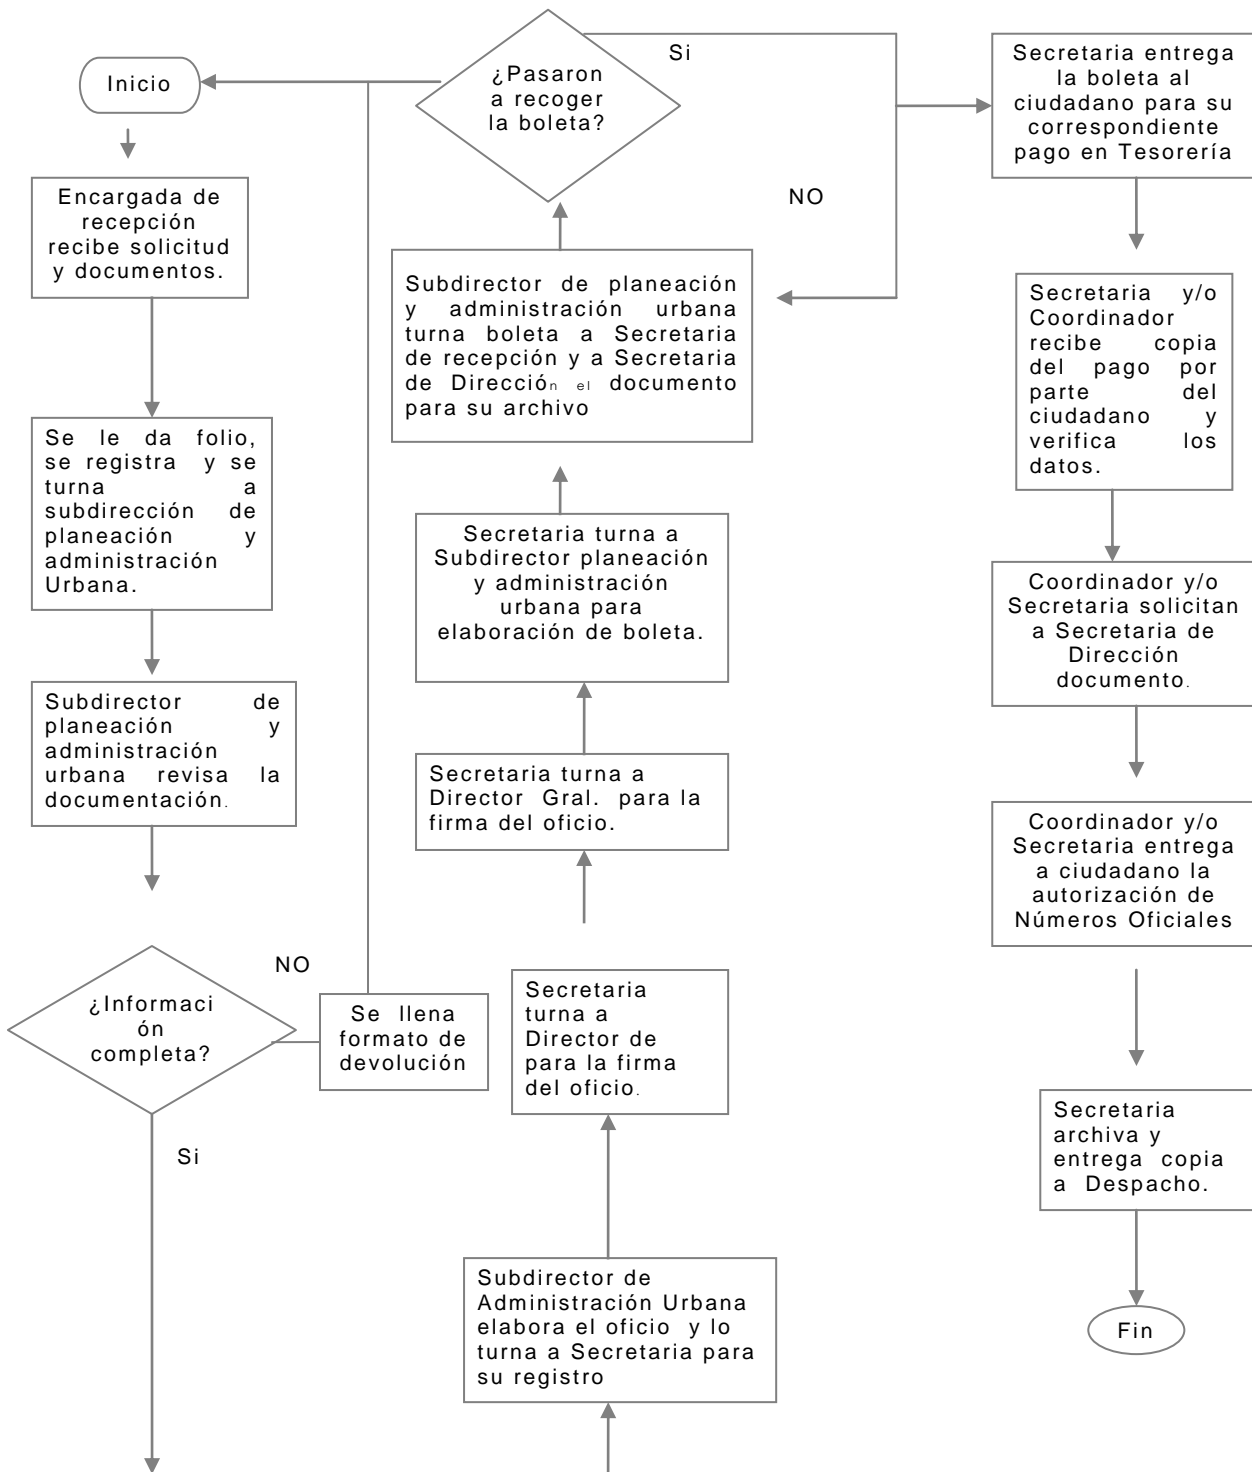 Inicio
Encargada de
recepción
recibe solicitud
y documentos.
Se le da folio,
se registra y se
turna a
subdirección de
planeación y
administración
Urbana.
Subdirector de
planeación y
administración
urbana revisa la
documentación.
¿Informaci
ón
completa?
NO
Si
Se llena
formato de
devolución
Subdirector de
Administración Urbana
elabora el oficio y lo
turna a Secretaria para
su registro
Secretaria
turna a
Director de
para la firma
del oficio.
Secretaria turna a
Director Gral. para la
firma del oficio.
Secretaria turna a
Subdirector planeación
y administración
urbana para
elaboración de boleta.
Subdirector de planeación
y administración urbana
turna boleta a Secretaria
de recepción y a Secretaria
de Dirección el documento
para su archivo
¿Pasaron
a recoger
la boleta?
Si
NO
Secretaria entrega
la boleta al
ciudadano para su
correspondiente
pago en Tesorería
Secretaria y/o
Coordinador
recibe copia
del pago por
parte del
ciudadano y
verifica los
datos.
Coordinador y/o
Secretaria solicitan
a Secretaria de
Dirección
documento.
Coordinador y/o
Secretaria entrega
a ciudadano la
autorización de
Números Oficiales
Secretaria
archiva y
entrega copia
a Despacho.
Fin